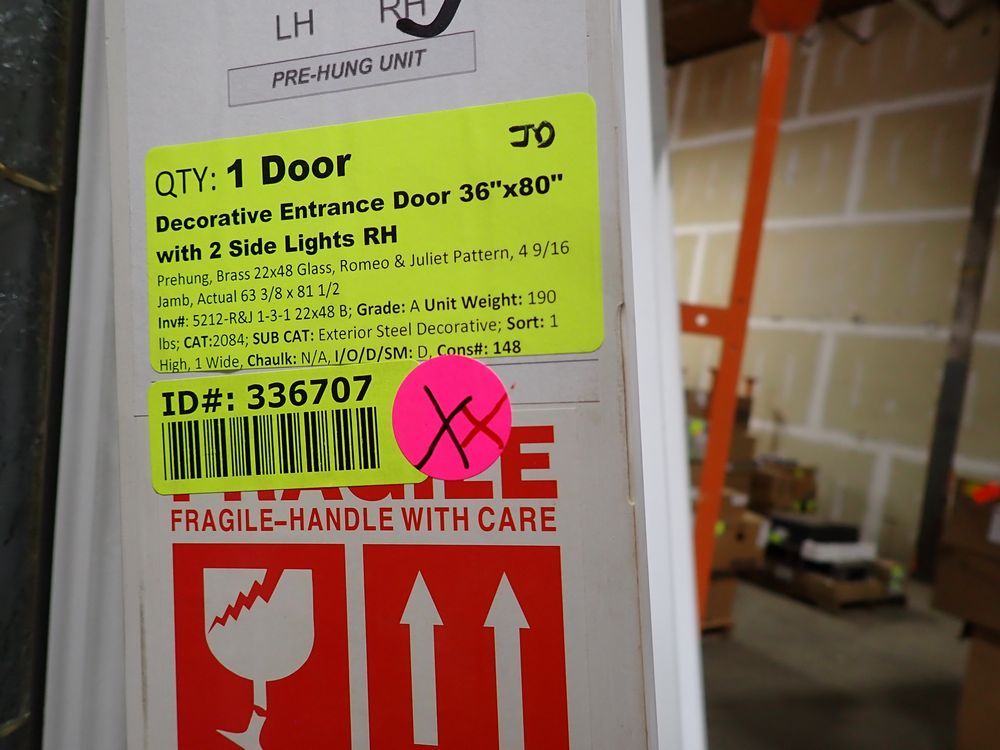 LH RH
PRE-HUNG UNIT
JO
QTY: 1 Door
Decorative Entrance Door 36"x80"
with 2 Side Lights RH
Prehung, Brass 22x48 Glass, Romeo & Juliet Pattern, 4 9/16
Jamb, Actual 63 3/8 x 81 1/2
Inv#: 5212-R&J 1-3-1 22x48 B; Grade: A Unit Weight: 190
lbs; CAT:2084; SUB CAT: Exterior Steel Decorative; Sort: 1
High, 1 Wide, Chaulk: N/A, I/O/D/SM: D, Cons#: 148
ID#: 336707
XX
FRAGILE
FRAGILE-HANDLE WITH CARE